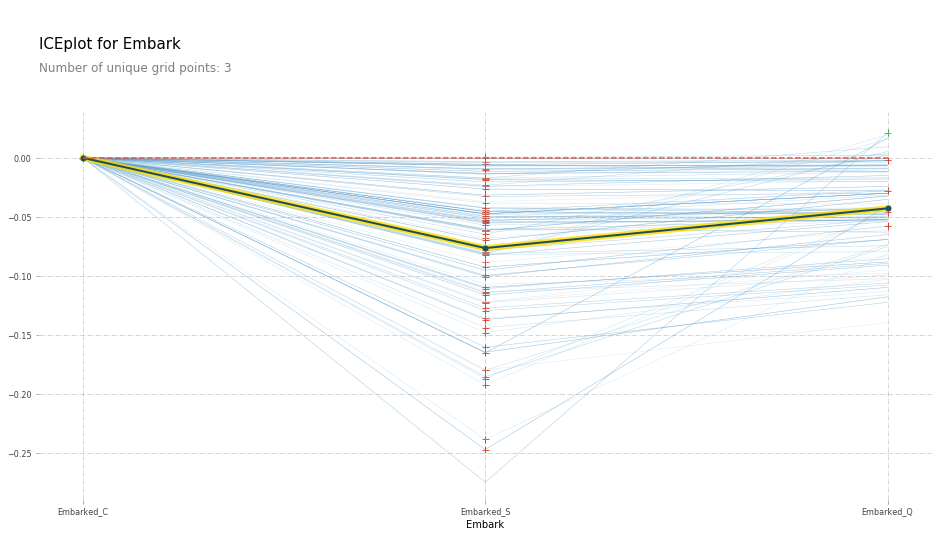 ICEplot for Embark
Number of unique grid points: 3
0.00
−0.05
−0.10
−0.15
−0.20
−0.25
Embarked_C
Embarked_S
Embarked_Q
Embark